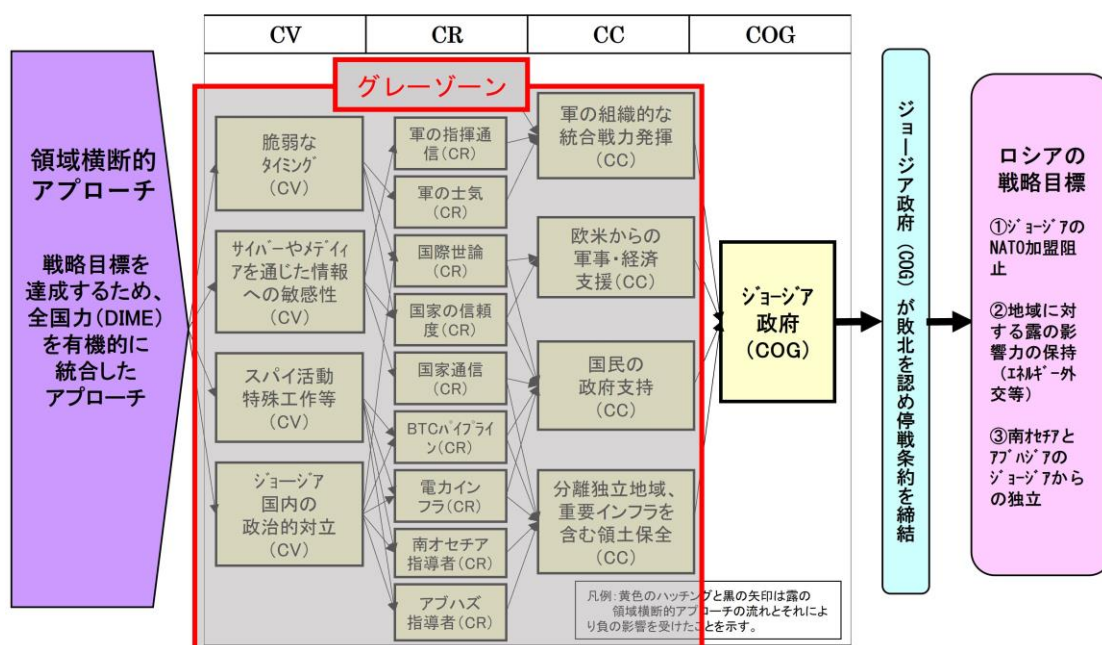 CV
CR
CC
COG
グレーゾーン
領域横断的
アプローチ
戦略目標を
達成するため、
全国力(DIME)
を有機的に
統合した
アプローチ
脆弱な
ﾀｲﾐﾝｸﾞ
(CV)
サイバーやメディ
アを通じた情報
への敏感性
(CV)
スパイ活動
特殊工作等
(CV)
ｼﾞｮｰｼﾞｱ
国内の
政治的対立
(CV)
軍の指揮通
信(CR)
軍の士気
(CR)
国際世論
(CR)
国家の信頼
度(CR)
国家通信
(CR)
BTCﾊﾟｲﾌﾟﾗｲ
ン(CR)
電力イン
フラ(CR)
南オセチア
指導者(CR)
アブハズ
指導者(CR)
軍の組織的な
統合戦力発揮
(CC)
欧米からの
軍事・経済
支援(CC)
国民の
政府支持
(CC)
分離独立地域、
重要インフラを
含む領土保全
(CC)
ｼﾞｮｰｼﾞｱ
政府
(COG)
凡例:黄色のハッチングと黒の矢印は露の
領域横断的アプローチの流れとそれによ
り負の影響を受けたことを示す。
ジョージア政府(COG)が敗北を認め停戦条約を締結
ロシアの
戦略目標
①ｼﾞｮｰｼﾞｱの
NATO加盟阻
止
②地域に対
する露の影
響力の保持
(ｴﾈﾙｷﾞｰ外
交等)
③南ｵｾﾁｱと
ｱﾌﾞﾊｼﾞｱの
ｼﾞｮｰｼﾞｱから
の独立